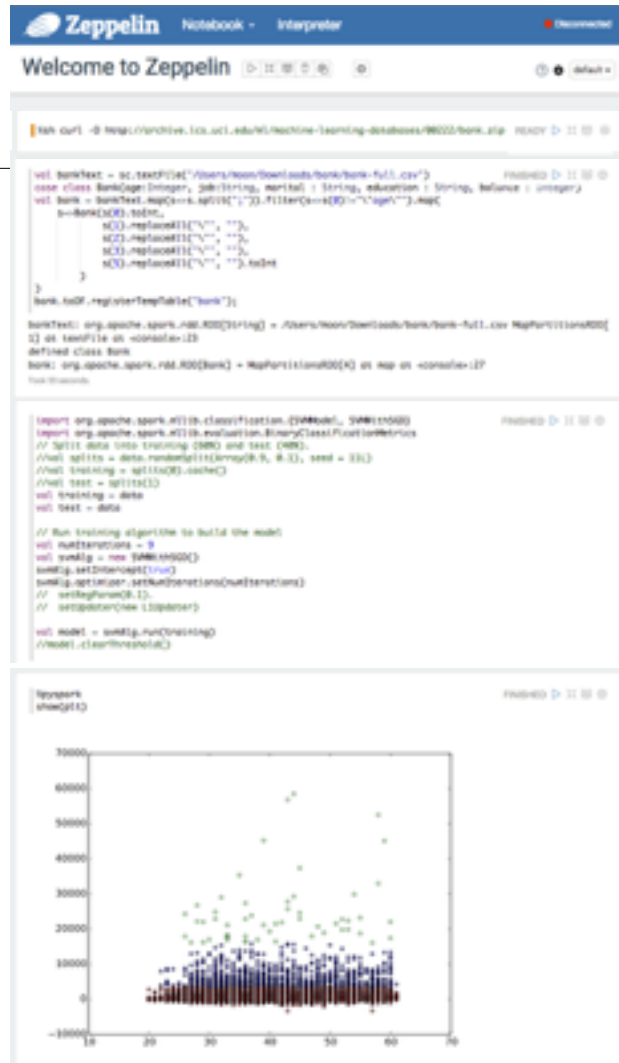 Zeppelin Notebook - Interpreter Disconnected
Welcome to Zeppelin default
%sh curl -O http://archive.ics.uci.edu/ml/machine-learning-databases/00222/bank.zip READY
val bankText = sc.textFile("/Users/moon/Downloads/bank/bank-full.csv") FINISHED
case class Bank(age:Integer, job:String, marital : String, education : String, balance : Integer)
val bank = bankText.map(s=>s.split(";")).filter(s=>s(0)!="\"age\"").map(
s=>Bank(s(0).toInt,
s(1).replaceAll("\"", ""),
s(2).replaceAll("\"", ""),
s(3).replaceAll("\"", ""),
s(5).replaceAll("\"", "").toInt
)
)
bank.toDF.registerTempTable("bank");
bankText: org.apache.spark.rdd.RDD[String] = /Users/moon/Downloads/bank/bank-full.csv MapPartitionsRDD[
1] at textFile at <console>:23
defined class Bank
bank: org.apache.spark.rdd.RDD[Bank] = MapPartitionsRDD[4] at map at <console>:27
import org.apache.spark.mllib.classification.{SVMModel, SVMWithSGD} FINISHED
import org.apache.spark.mllib.evaluation.BinaryClassificationMetrics
// Split data into training (60%) and test (40%).
//val splits = data.randomSplit(Array(0.9, 0.1), seed = 11L)
//val training = splits(0).cache()
//val test = splits(1)
val training = data
val test = data
// Run training algorithm to build the model
val numIterations = 9
val svmAlg = new SVMWithSGD()
svmAlg.setIntercept(true)
svmAlg.optimizer.setNumIterations(numIterations)
// setRegParam(0.1).
// setUpdater(new L1Updater)
val model = svmAlg.run(training)
//model.clearThreshold()
%pyspark FINISHED
show(plt)
70000
60000
50000
40000
30000
20000
10000
0
-10000
10 20 30 40 50 60 70